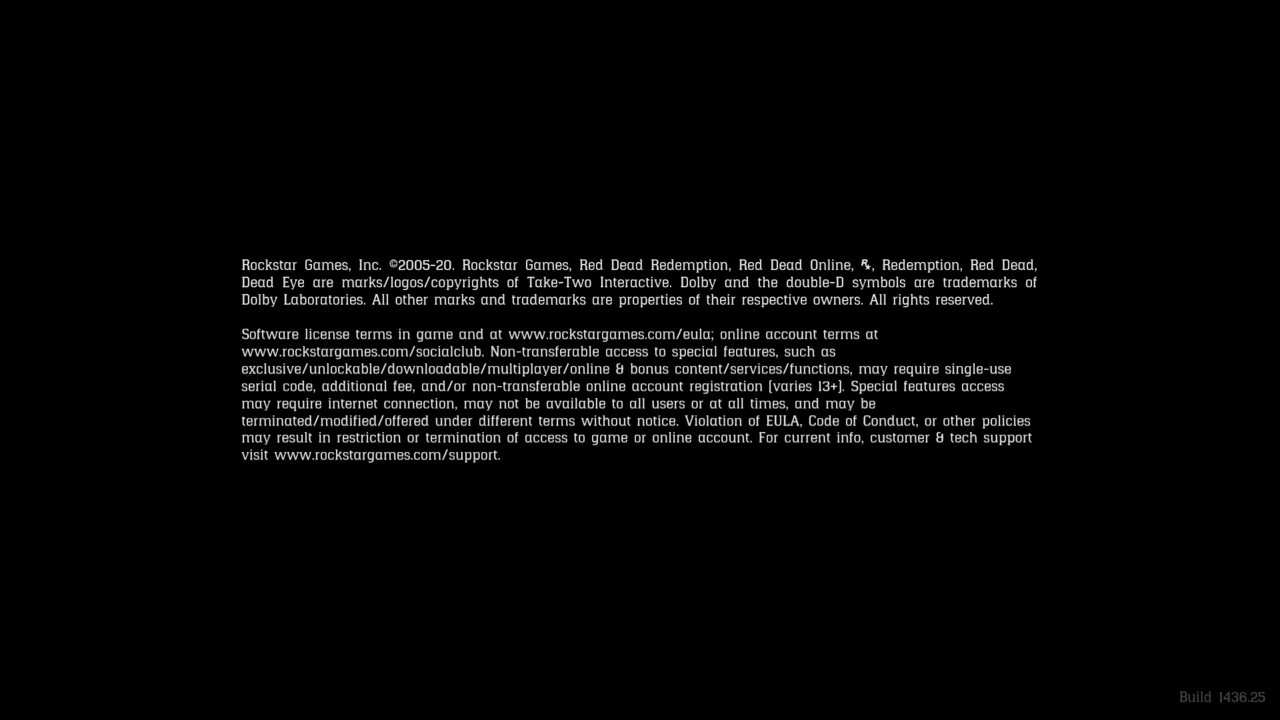 Rockstar Games, Inc. ©2005-20. Rockstar Games, Red Dead Redemption, Red Dead Online, R*, Redemption, Red Dead,
Dead Eye are marks/logos/copyrights of Take-Two Interactive. Dolby and the double-D symbols are trademarks of
Dolby Laboratories. All other marks and trademarks are properties of their respective owners. All rights reserved.
Software license terms in game and at www.rockstargames.com/eula; online account terms at
www.rockstargames.com/socialclub. Non-transferable access to special features, such as
exclusive/unlockable/downloadable/multiplayer/online & bonus content/services/functions, may require single-use
serial code, additional fee, and/or non-transferable online account registration (varies 13+). Special features access
may require internet connection, may not be available to all users or at all times, and may be
terminated/modified/offered under different terms without notice. Violation of EULA, Code of Conduct, or other policies
may result in restriction or termination of access to game or online account. For current info, customer & tech support
visit www.rockstargames.com/support.
Build 1436.25